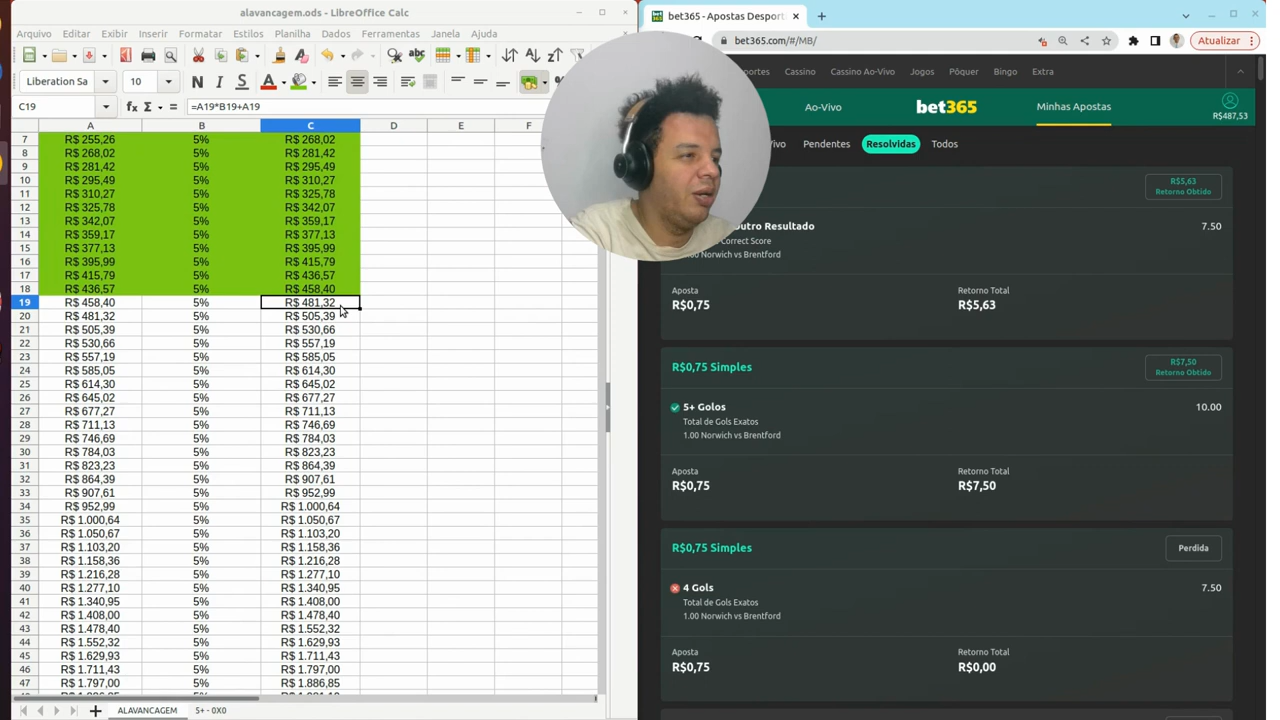 alavancagem.ods - LibreOffice Calc
Arquivo Editar Exibir Inserir Formatar Estilos Planilha Dados Ferramentas Janela Ajuda
Liberation Sa 10 N I S A
C19 fx Σ = =A19*B19+A19
A B C D E F
7 R$ 255,26 5% R$ 268,02
8 R$ 268,02 5% R$ 281,42
9 R$ 281,42 5% R$ 295,49
10 R$ 295,49 5% R$ 310,27
11 R$ 310,27 5% R$ 325,78
12 R$ 325,78 5% R$ 342,07
13 R$ 342,07 5% R$ 359,17
14 R$ 359,17 5% R$ 377,13
15 R$ 377,13 5% R$ 395,99
16 R$ 395,99 5% R$ 415,79
17 R$ 415,79 5% R$ 436,57
18 R$ 436,57 5% R$ 458,40
19 R$ 458,40 5% R$ 481,32
20 R$ 481,32 5% R$ 505,39
21 R$ 505,39 5% R$ 530,66
22 R$ 530,66 5% R$ 557,19
23 R$ 557,19 5% R$ 585,05
24 R$ 585,05 5% R$ 614,30
25 R$ 614,30 5% R$ 645,02
26 R$ 645,02 5% R$ 677,27
27 R$ 677,27 5% R$ 711,13
28 R$ 711,13 5% R$ 746,69
29 R$ 746,69 5% R$ 784,03
30 R$ 784,03 5% R$ 823,23
31 R$ 823,23 5% R$ 864,39
32 R$ 864,39 5% R$ 907,61
33 R$ 907,61 5% R$ 952,99
34 R$ 952,99 5% R$ 1.000,64
35 R$ 1.000,64 5% R$ 1.050,67
36 R$ 1.050,67 5% R$ 1.103,20
37 R$ 1.103,20 5% R$ 1.158,36
38 R$ 1.158,36 5% R$ 1.216,28
39 R$ 1.216,28 5% R$ 1.277,10
40 R$ 1.277,10 5% R$ 1.340,95
41 R$ 1.340,95 5% R$ 1.408,00
42 R$ 1.408,00 5% R$ 1.478,40
43 R$ 1.478,40 5% R$ 1.552,32
44 R$ 1.552,32 5% R$ 1.629,93
45 R$ 1.629,93 5% R$ 1.711,43
46 R$ 1.711,43 5% R$ 1.797,00
47 R$ 1.797,00 5% R$ 1.886,85
ALAVANCAGEM 5+ - 0X0
bet365 - Apostas Desport
bet365.com/#/MB/
Atualizar
Cassino Cassino Ao-Vivo Jogos Pôquer Bingo Extra
Ao-Vivo bet365 Minhas Apostas
R$487,53
Pendentes Resolvidas Todos
R$5,63
Retorno Obtido
Outro Resultado 7.50
Correct Score
Norwich vs Brentford
Aposta Retorno Total
R$0,75 R$5,63
R$0,75 Simples
R$7,50
Retorno Obtido
5+ Golos 10.00
Total de Gols Exatos
1.00 Norwich vs Brentford
Aposta Retorno Total
R$0,75 R$7,50
R$0,75 Simples Perdida
4 Gols 7.50
Total de Gols Exatos
1.00 Norwich vs Brentford
Aposta Retorno Total
R$0,75 R$0,00